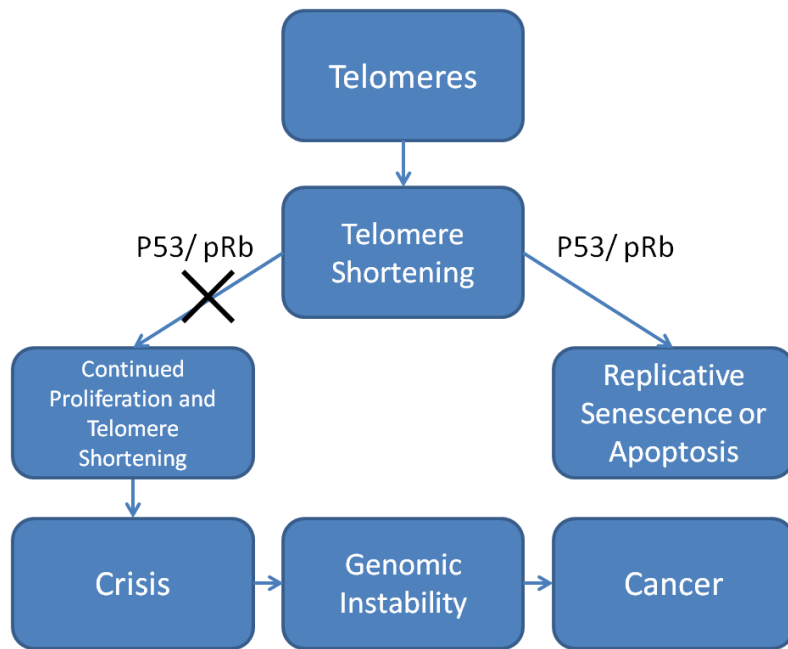 Telomeres
P53/ pRb
Telomere
Shortening
P53/ pRb
Continued
Proliferation and
Telomere
Shortening
Replicative
Senescence or
Apoptosis
Crisis
Genomic
Instability
Cancer